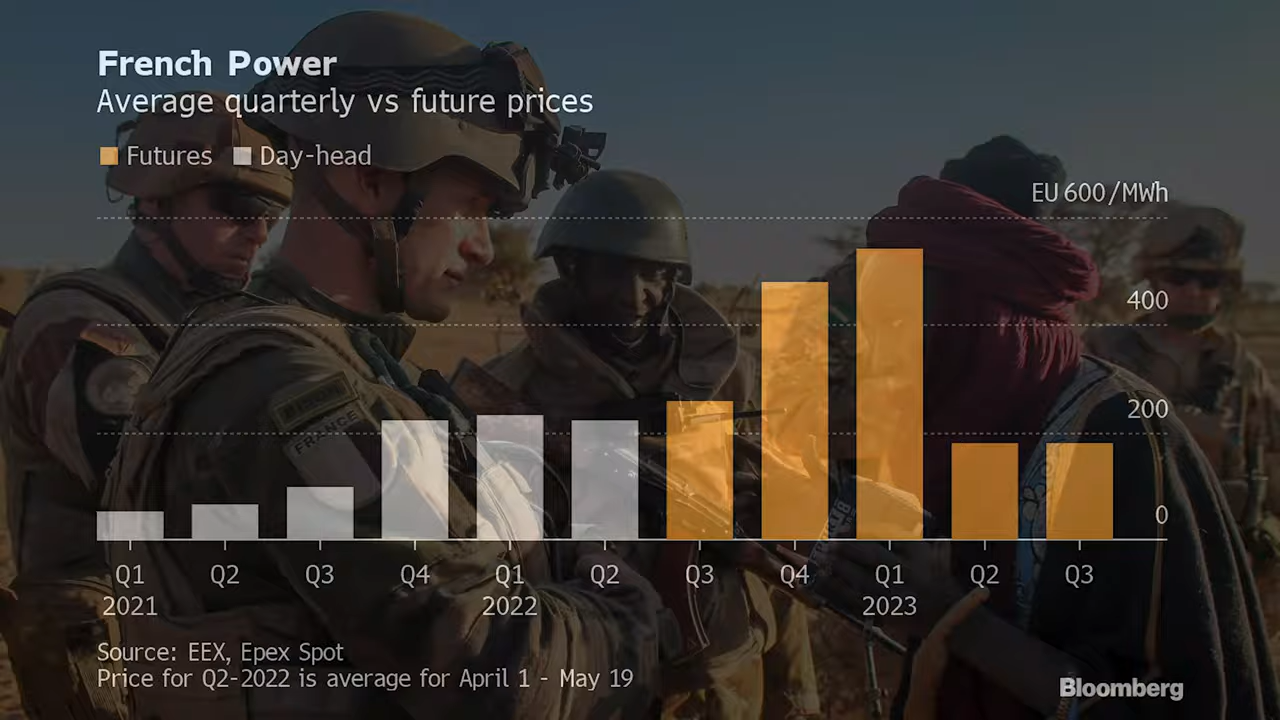 French Power
Average quarterly vs future prices
Futures Day-head
EU 600/MWh
400
200
0
Q1 Q2 Q3 Q4 Q1 Q2 Q3 Q4 Q1 Q2 Q3
2021 2022 2023
Source: EEX, Epex Spot
Price for Q2-2022 is average for April 1 - May 19
Bloomberg
FRANCE